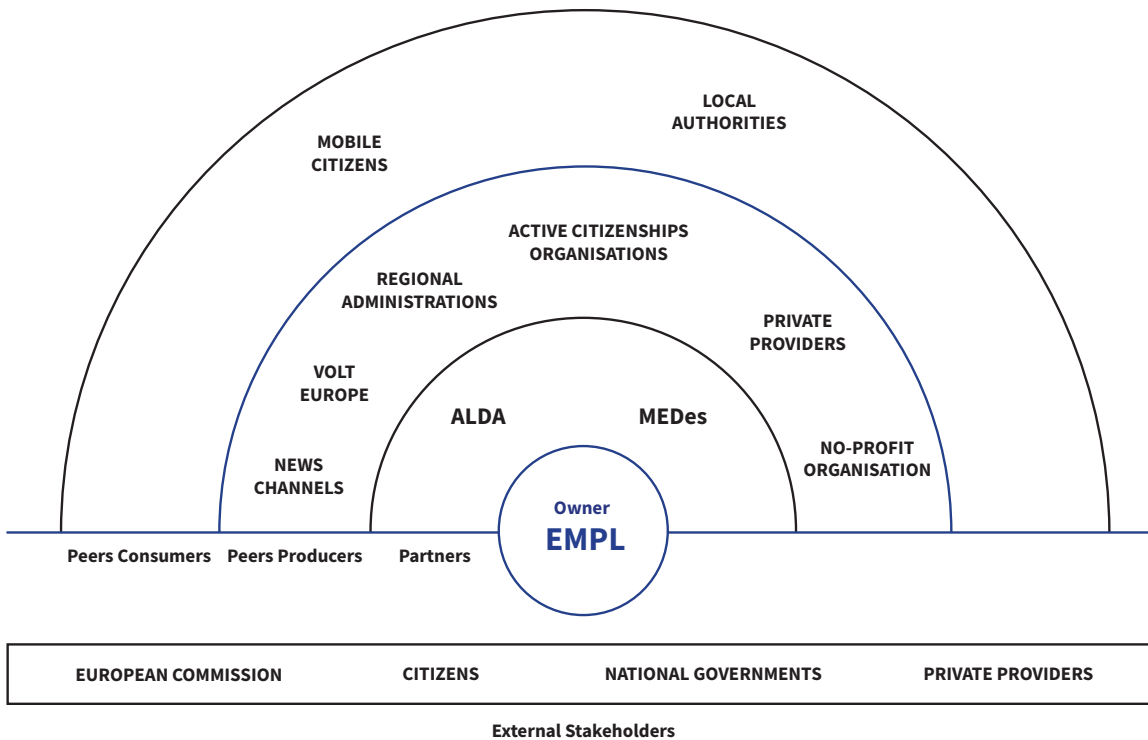 LOCAL
AUTHORITIES
MOBILE
CITIZENS
ACTIVE CITIZENSHIPS
ORGANISATIONS
REGIONAL
ADMINISTRATIONS
PRIVATE
PROVIDERS
VOLT
EUROPE
ALDA
MEDes
NO-PROFIT
ORGANISATION
NEWS
CHANNELS
Owner
EMPL
Peers Consumers
Peers Producers
Partners
EUROPEAN COMMISSION
CITIZENS
NATIONAL GOVERNMENTS
PRIVATE PROVIDERS
External Stakeholders